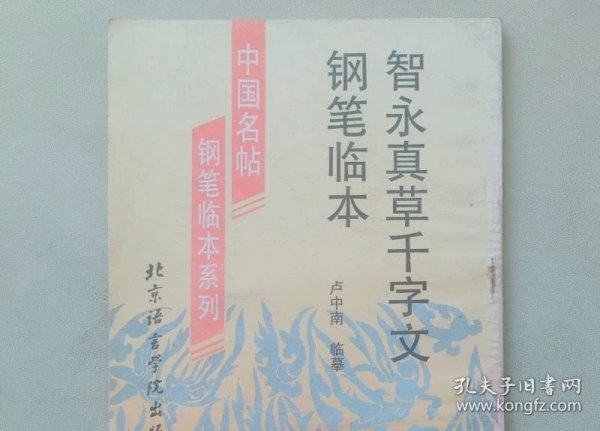 智永真草千字文
钢笔临本
卢中南 临摹
中国名帖
钢笔临本系列
北京语言学院出
孔夫子旧书网
www.kongfz.com